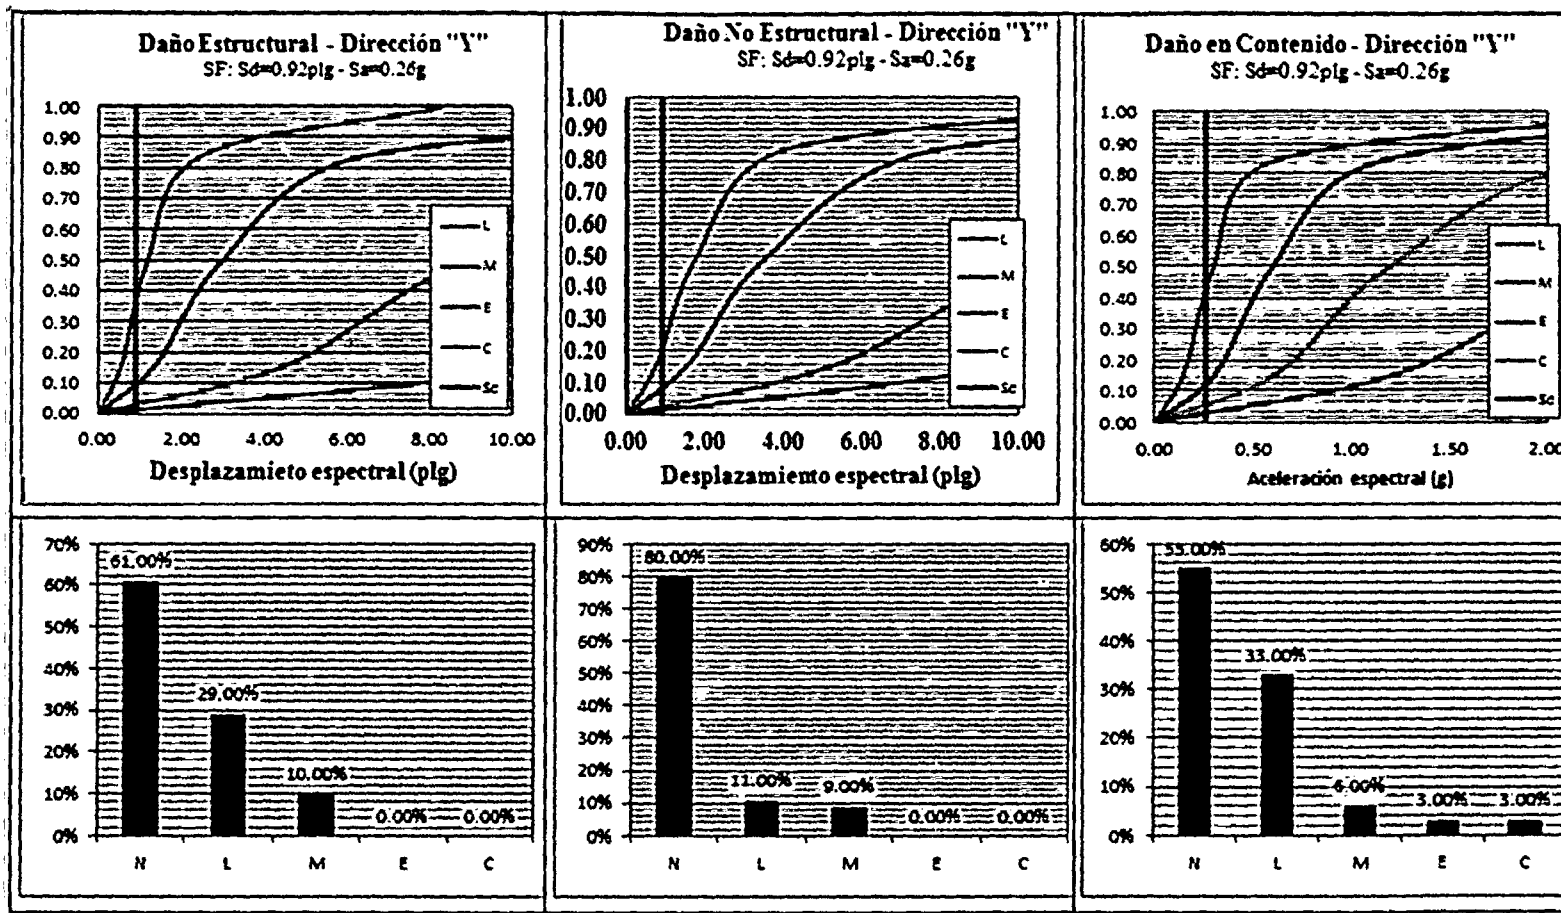 Daño Estructural - Dirección "Y"
SF: Sd=0.92plg - Sa=0.26g
1.00
0.90
0.80
0.70
0.60
0.50
0.40
0.30
0.20
0.10
0.00
0.00 2.00 4.00 6.00 8.00 10.00
L
M
E
C
Sc
Desplazamieto espectral (plg)
Daño No Estructural - Dirección "Y"
SF: Sd=0.92plg - Sa=0.26g
1.00
0.90
0.80
0.70
0.60
0.50
0.40
0.30
0.20
0.10
0.00
0.00 2.00 4.00 6.00 8.00 10.00
L
M
E
C
Sc
Desplazamiento espectral (plg)
Daño en Contenido - Dirección "Y"
SF: Sd=0.92plg - Sa=0.26g
1.00
0.90
0.80
0.70
0.60
0.50
0.40
0.30
0.20
0.10
0.00
0.00 0.50 1.00 1.50 2.00
L
M
E
C
Sc
Aceleración espectral (g)
70%
60%
50%
40%
30%
20%
10%
0%
61.00%
29.00%
10.00%
0.00%
0.00%
N L M E C
90%
80%
70%
60%
50%
40%
30%
20%
10%
0%
80.00%
11.00%
9.00%
0.00%
0.00%
N L M E C
60%
50%
40%
30%
20%
10%
0%
55.00%
33.00%
6.00%
3.00%
3.00%
N L M E C